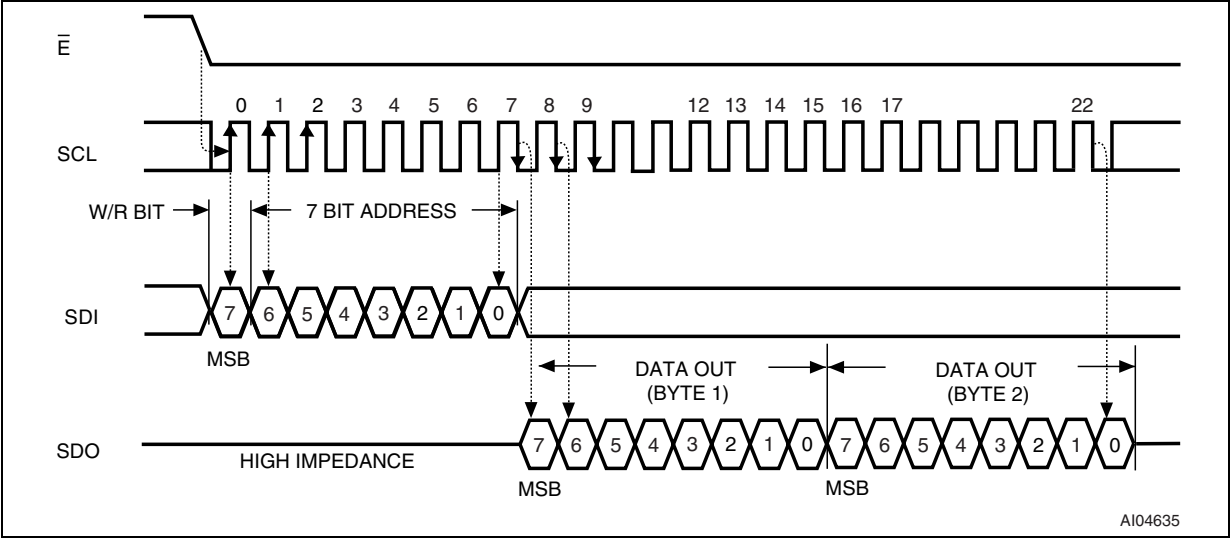 E̅
0 1 2 3 4 5 6 7 8 9 12 13 14 15 16 17 22
SCL
W/R BIT 7 BIT ADDRESS
SDI 7 6 5 4 3 2 1 0
MSB
DATA OUT (BYTE 1)
DATA OUT (BYTE 2)
SDO HIGH IMPEDANCE 7 6 5 4 3 2 1 0 7 6 5 4 3 2 1 0
MSB MSB
AI04635